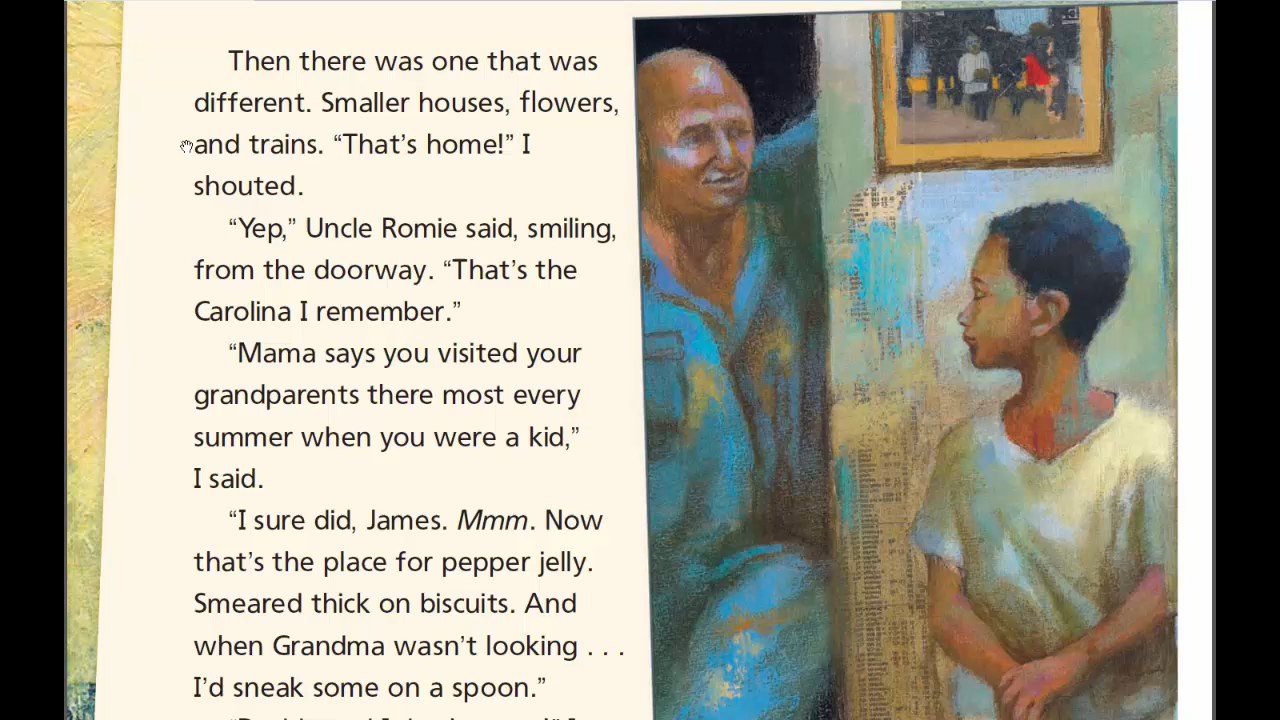 Then there was one that was
different. Smaller houses, flowers,
and trains. “That’s home!” I
shouted.
“Yep,” Uncle Romie said, smiling,
from the doorway. “That’s the
Carolina I remember.”
“Mama says you visited your
grandparents there most every
summer when you were a kid,”
I said.
“I sure did, James. Mmm. Now
that’s the place for pepper jelly.
Smeared thick on biscuits. And
when Grandma wasn’t looking . . .
I’d sneak some on a spoon.”